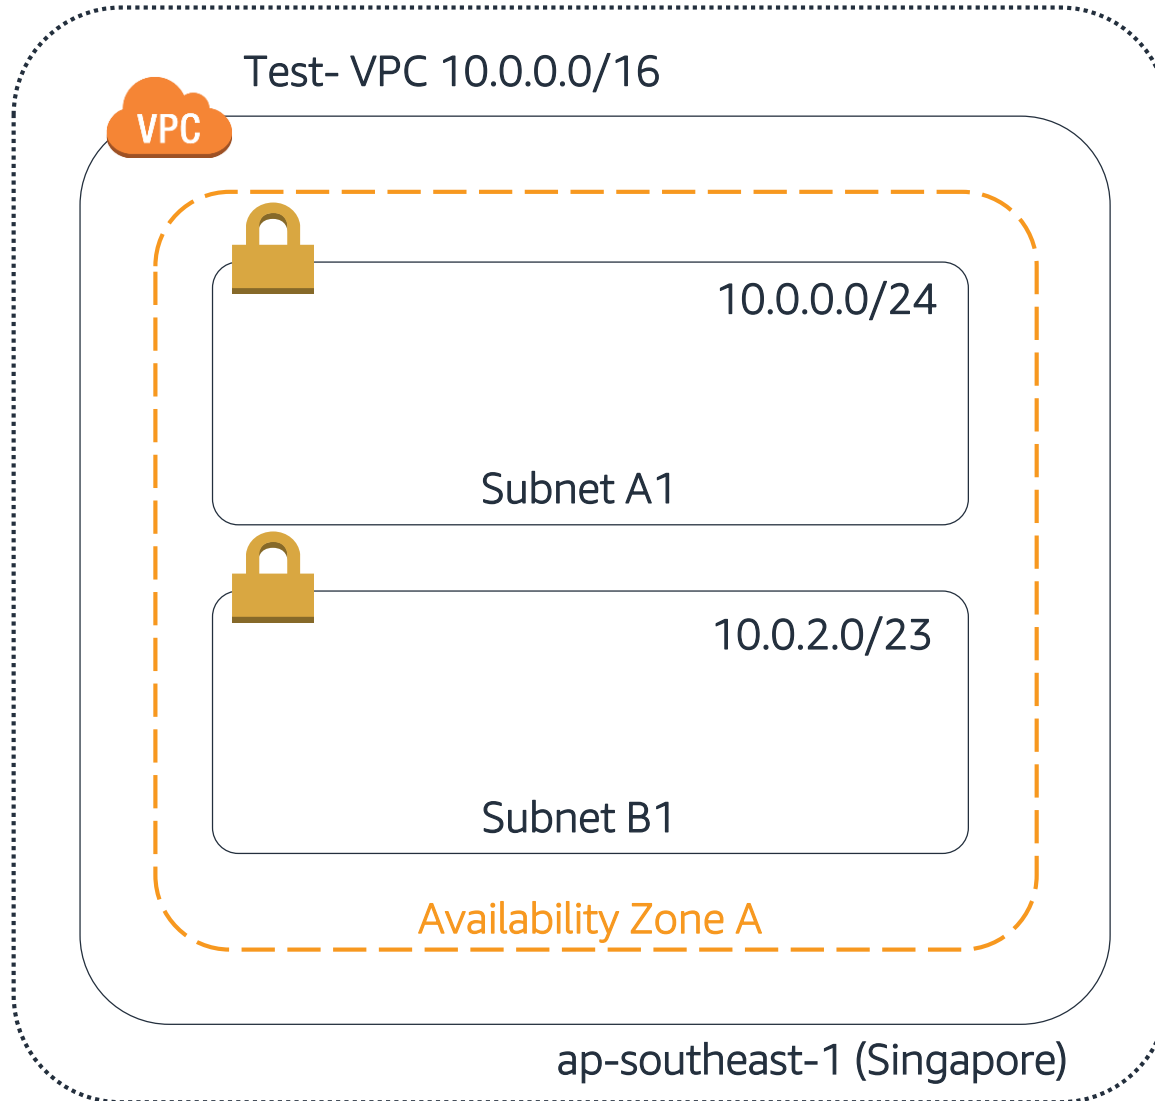 Test- VPC 10.0.0.0/16
VPC
10.0.0.0/24
Subnet A1
10.0.2.0/23
Subnet B1
Availability Zone A
ap-southeast-1 (Singapore)